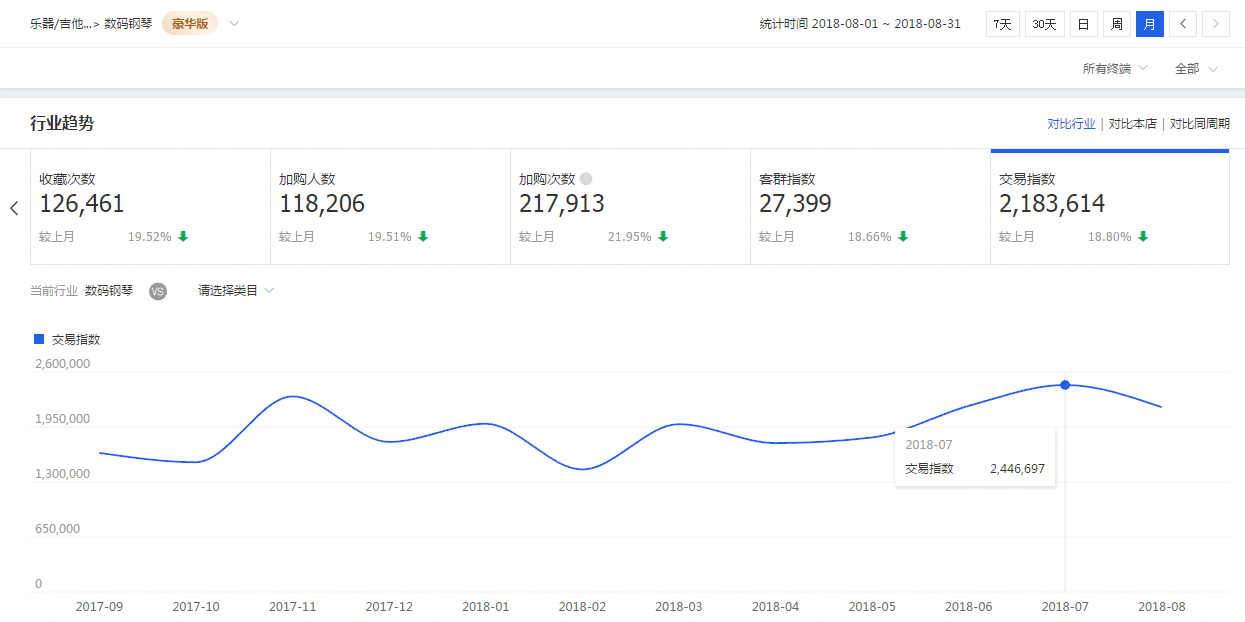 乐器/吉他...> 数码钢琴 豪华版 统计时间 2018-08-01 ~ 2018-08-31 7天 30天 日 周 月
所有终端 全部
行业趋势 对比行业 | 对比本店 | 对比同周期
收藏次数 加购人数 加购次数 客群指数 交易指数
126,461 118,206 217,913 27,399 2,183,614
较上月 19.52% 较上月 19.51% 较上月 21.95% 较上月 18.66% 较上月 18.80%
当前行业 数码钢琴 VS 请选择类目
交易指数
2,600,000
1,950,000
2018-07
交易指数 2,446,697
1,300,000
650,000
0
2017-09 2017-10 2017-11 2017-12 2018-01 2018-02 2018-03 2018-04 2018-05 2018-06 2018-07 2018-08